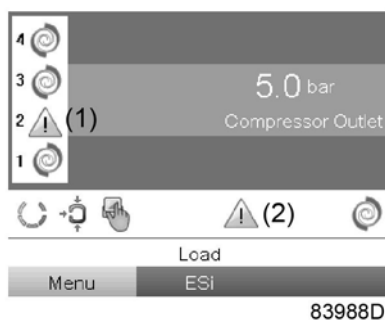 4
3
5.0 bar
2 (1) Compressor Outlet
1
(2)
Load
Menu ESi
83988D